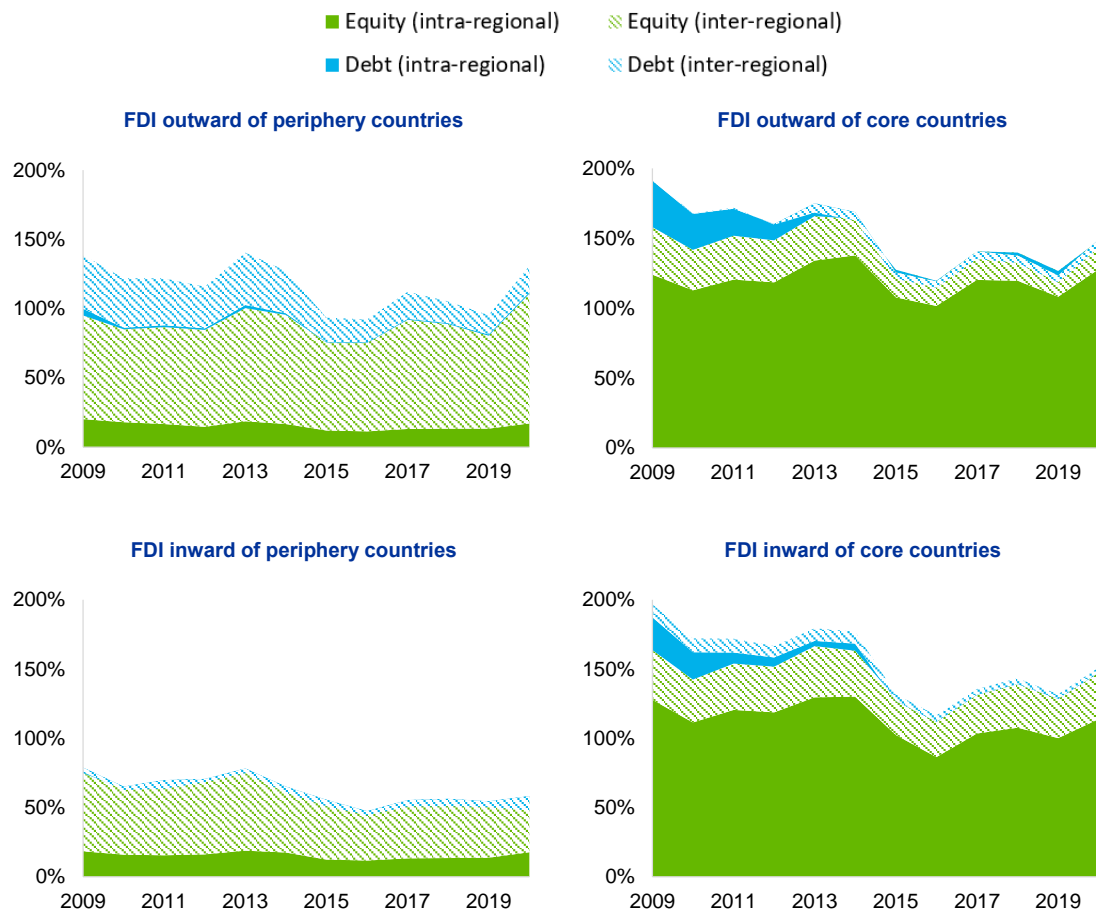 Equity (intra-regional) Equity (inter-regional)
Debt (intra-regional) Debt (inter-regional)
FDI outward of periphery countries
200%
150%
100%
50%
0%
2009 2011 2013 2015 2017 2019
FDI outward of core countries
200%
150%
100%
50%
0%
2009 2011 2013 2015 2017 2019
FDI inward of periphery countries
200%
150%
100%
50%
0%
2009 2011 2013 2015 2017 2019
FDI inward of core countries
200%
150%
100%
50%
0%
2009 2011 2013 2015 2017 2019